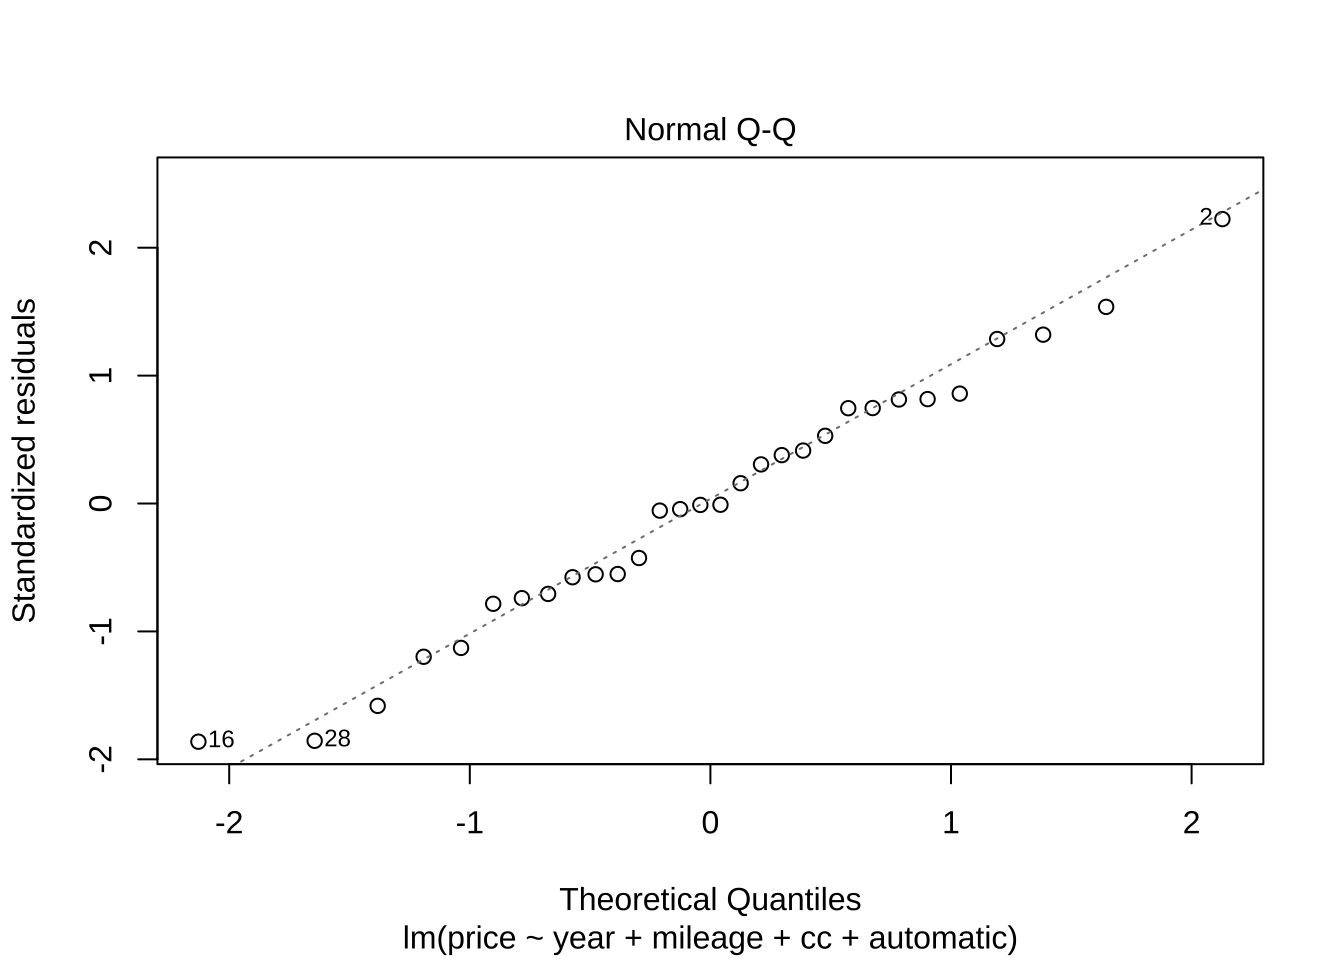 Normal Q-Q
Standardized residuals
2
1
0
-1
-2
2
16
28
-2 -1 0 1 2
Theoretical Quantiles
lm(price ~ year + mileage + cc + automatic)